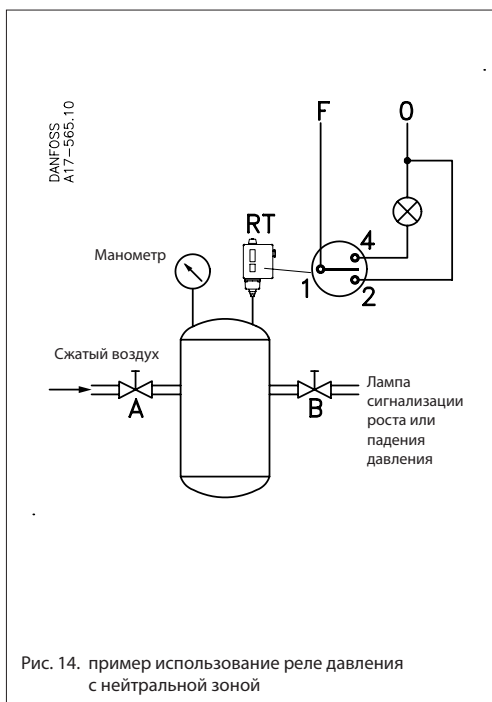 DANFOSS
A17-565.10
F
O
RT
4
1
2
Манометр
Сжатый воздух
A
B
Лампа
сигнализации
роста или
падения
давления
Рис. 14. пример использование реле давления
с нейтральной зоной